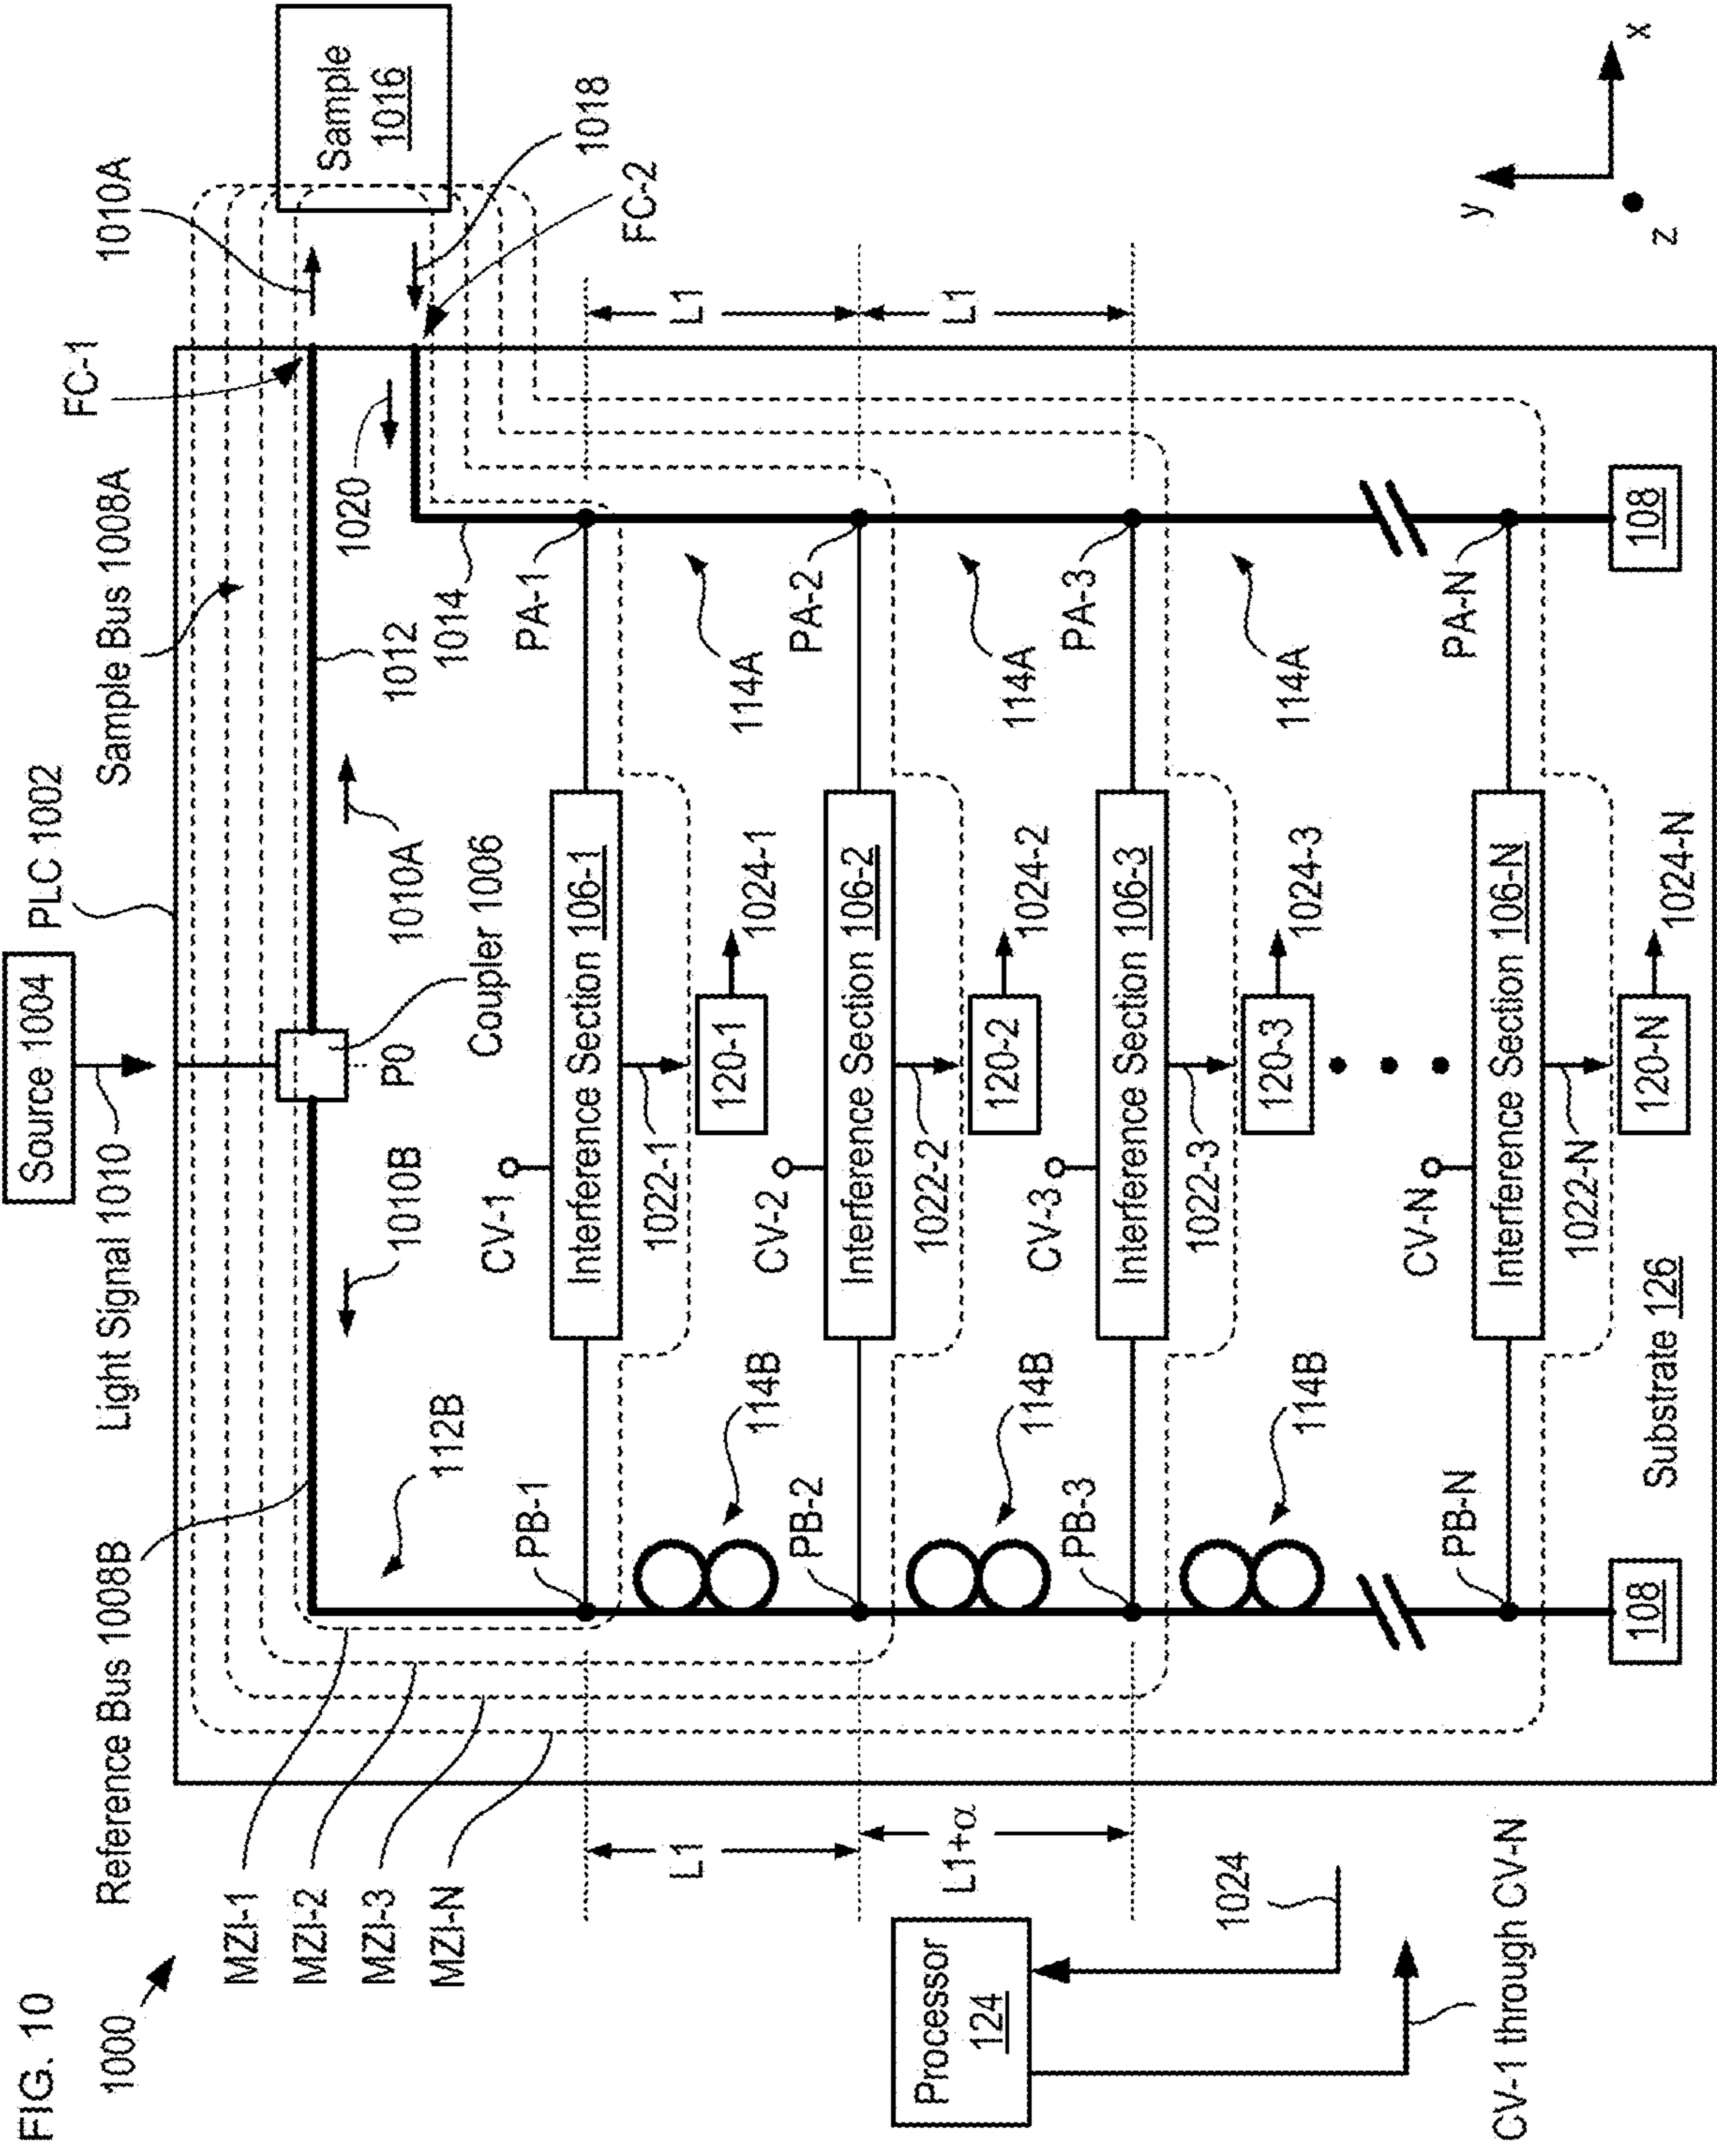 FIG. 10
1000
Source 1004
PLC 1002
Light Signal 1010
Reference Bus 1008B
Sample Bus 1008A
FC-1
1010A
MZI-1
MZI-2
MZI-3
MZI-N
Sample
1016
112B
1010B
P0
1010A
1012
1020
1014
1018
FC-2
Coupler 1006
CV-1
PB-1
Interference Section 106-1
PA-1
L1
1022-1
120-1
1024-1
114B
114A
L1
CV-2
PB-2
Interference Section 106-2
PA-2
L1+α
1022-2
120-2
1024-2
114B
114A
L1
CV-3
PB-3
Interference Section 106-3
PA-3
1022-3
120-3
1024-3
114B
114A
Processor
124
1024
CV-1 through CV-N
CV-N
PB-N
Interference Section 106-N
PA-N
1022-N
120-N
1024-N
108
108
Substrate 126
y
x
z